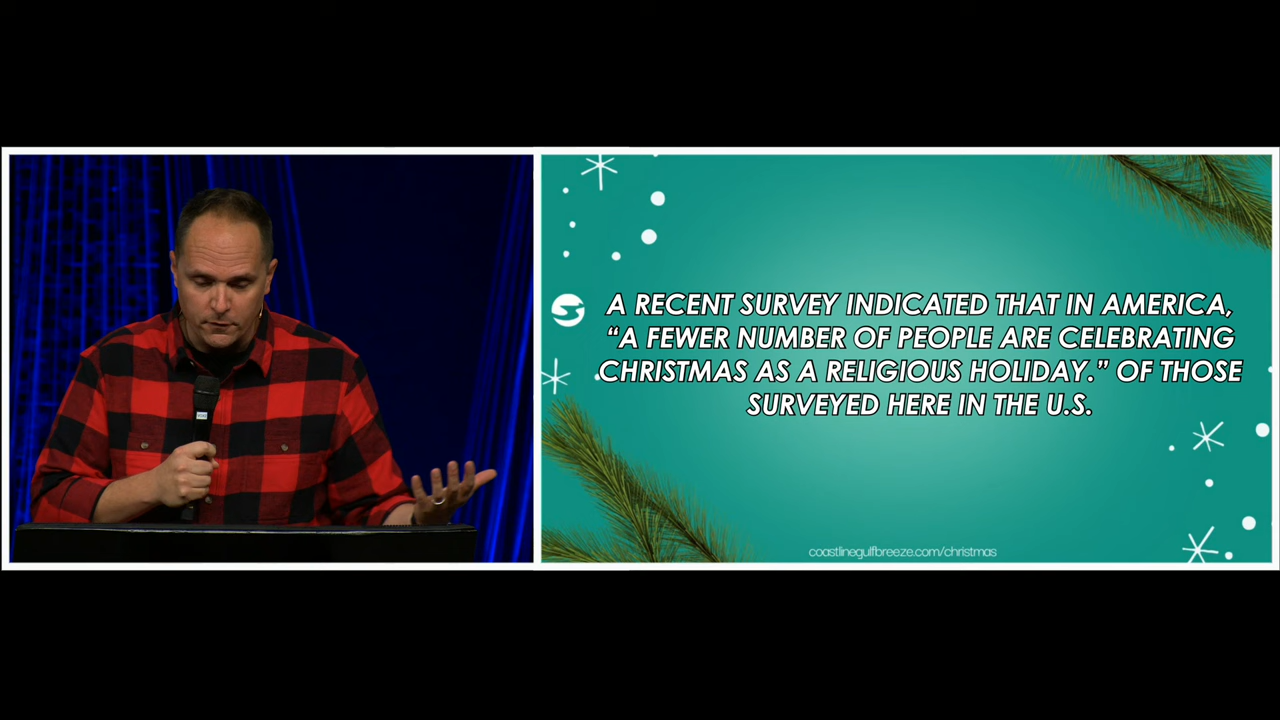 A RECENT SURVEY INDICATED THAT IN AMERICA,
“A FEWER NUMBER OF PEOPLE ARE CELEBRATING
CHRISTMAS AS A RELIGIOUS HOLIDAY.” OF THOSE
SURVEYED HERE IN THE U.S.
coastlinegulfbreeze.com/christmas